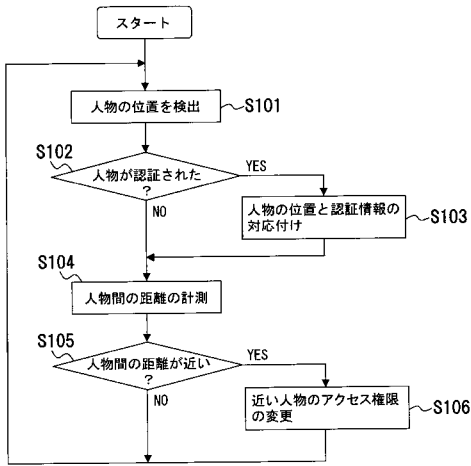 スタート
人物の位置を検出
S101
S102
人物が認証された
?
YES
NO
人物の位置と認証情報の
対応付け
S103
S104
人物間の距離の計測
S105
人物間の距離が近い
?
YES
NO
近い人物のアクセス権限
の変更
S106